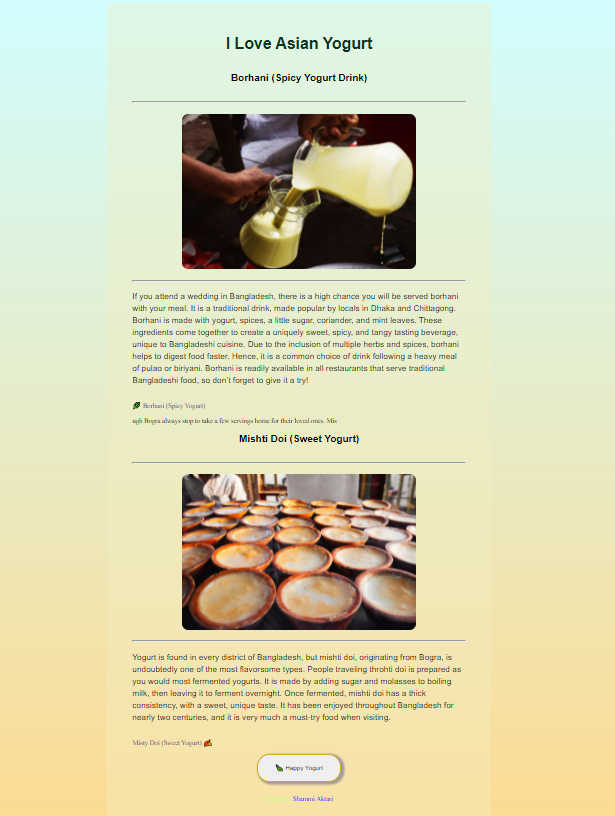 I Love Asian Yogurt
Borhani (Spicy Yogurt Drink)
If you attend a wedding in Bangladesh, there is a high chance you will be served borhani
with your meal. It is a traditional drink, made popular by locals in Dhaka and Chittagong.
Borhani is made with yogurt, spices, a little sugar, coriander, and mint leaves. These
ingredients come together to create a uniquely sweet, spicy, and tangy tasting beverage,
unique to Bangladeshi cuisine. Due to the inclusion of multiple herbs and spices, borhani
helps to digest food faster. Hence, it is a common choice of drink following a heavy meal
of pulao or biriyani. Borhani is readily available in all restaurants that serve traditional
Bangladeshi food, so don't forget to give it a try!
Borhani (Spicy Yogurt)
ugh Bogra always stop to take a few servings home for their loved ones. Mis
Mishti Doi (Sweet Yogurt)
Yogurt is found in every district of Bangladesh, but mishti doi, originating from Bogra, is
undoubtedly one of the most flavorsome types. People traveling throhti doi is prepared as
you would most fermented yogurts. It is made by adding sugar and molasses to boiling
milk, then leaving it to ferment overnight. Once fermented, mishti doi has a thick
consistency, with a sweet, unique taste. It has been enjoyed throughout Bangladesh for
nearly two centuries, and it is very much a must-try food when visiting.
Misty Doi (Sweet Yogurt)
Happy Yogurt
Shammi Aktari